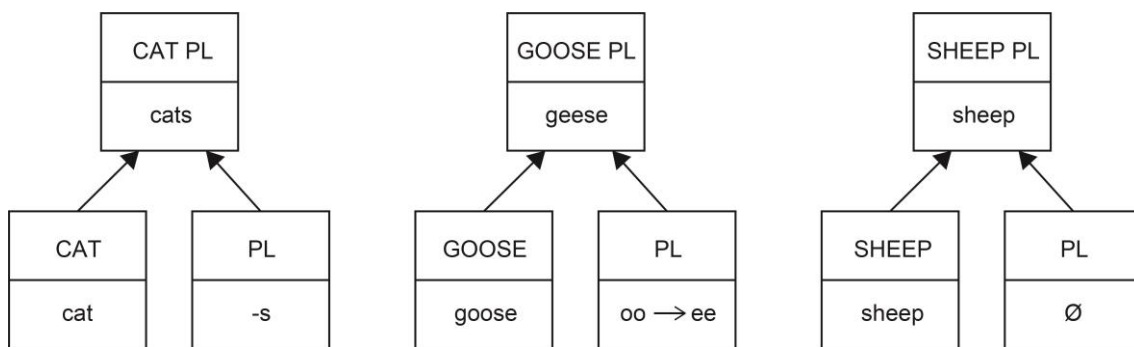 CAT PL
cats
CAT
cat
PL
-s
GOOSE PL
geese
GOOSE
goose
PL
oo → ee
SHEEP PL
sheep
SHEEP
sheep
PL
Ø